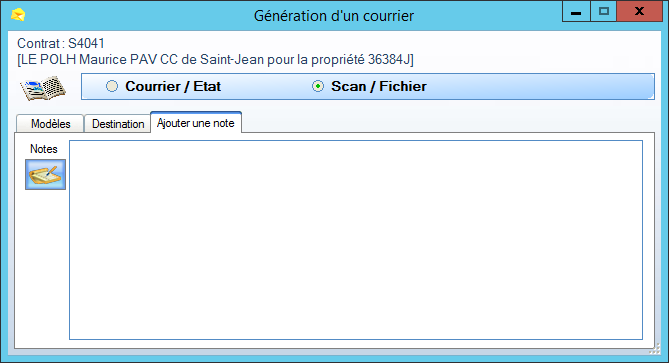 Génération d'un courrier
Contrat : S4041
[LE POLH Maurice PAV CC de Saint-Jean pour la propriété 36384J]
Courrier / Etat
Scan / Fichier
Modèles
Destination
Ajouter une note
Notes